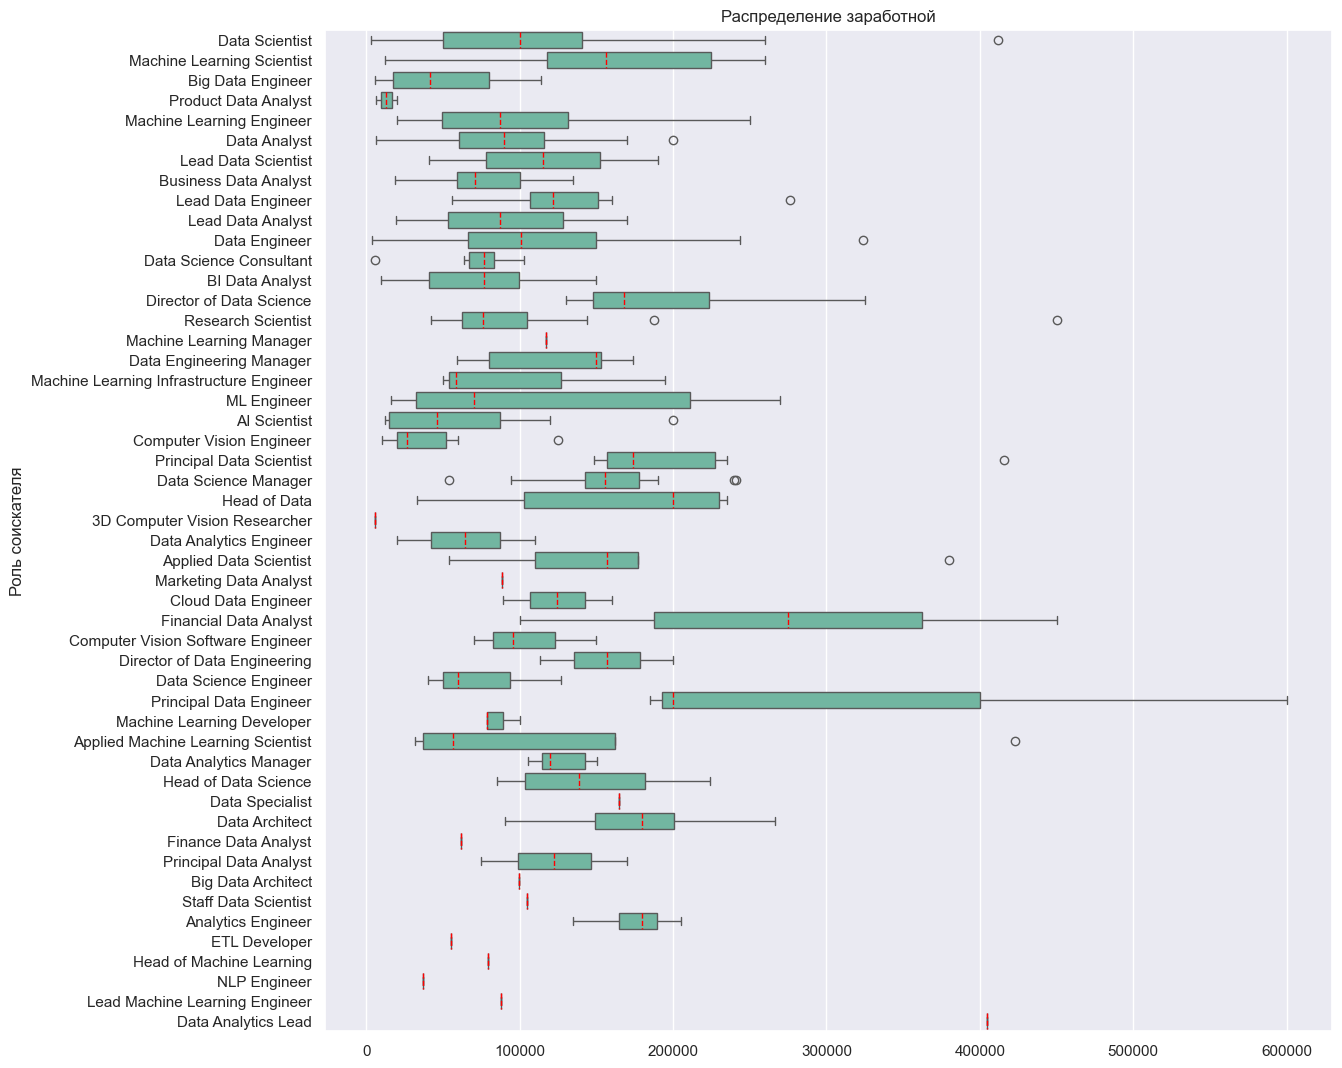 Распределение заработной
Роль соискателя
Data Scientist
Machine Learning Scientist
Big Data Engineer
Product Data Analyst
Machine Learning Engineer
Data Analyst
Lead Data Scientist
Business Data Analyst
Lead Data Engineer
Lead Data Analyst
Data Engineer
Data Science Consultant
BI Data Analyst
Director of Data Science
Research Scientist
Machine Learning Manager
Data Engineering Manager
Machine Learning Infrastructure Engineer
ML Engineer
AI Scientist
Computer Vision Engineer
Principal Data Scientist
Data Science Manager
Head of Data
3D Computer Vision Researcher
Data Analytics Engineer
Applied Data Scientist
Marketing Data Analyst
Cloud Data Engineer
Financial Data Analyst
Computer Vision Software Engineer
Director of Data Engineering
Data Science Engineer
Principal Data Engineer
Machine Learning Developer
Applied Machine Learning Scientist
Data Analytics Manager
Head of Data Science
Data Specialist
Data Architect
Finance Data Analyst
Principal Data Analyst
Big Data Architect
Staff Data Scientist
Analytics Engineer
ETL Developer
Head of Machine Learning
NLP Engineer
Lead Machine Learning Engineer
Data Analytics Lead
0 100000 200000 300000 400000 500000 600000